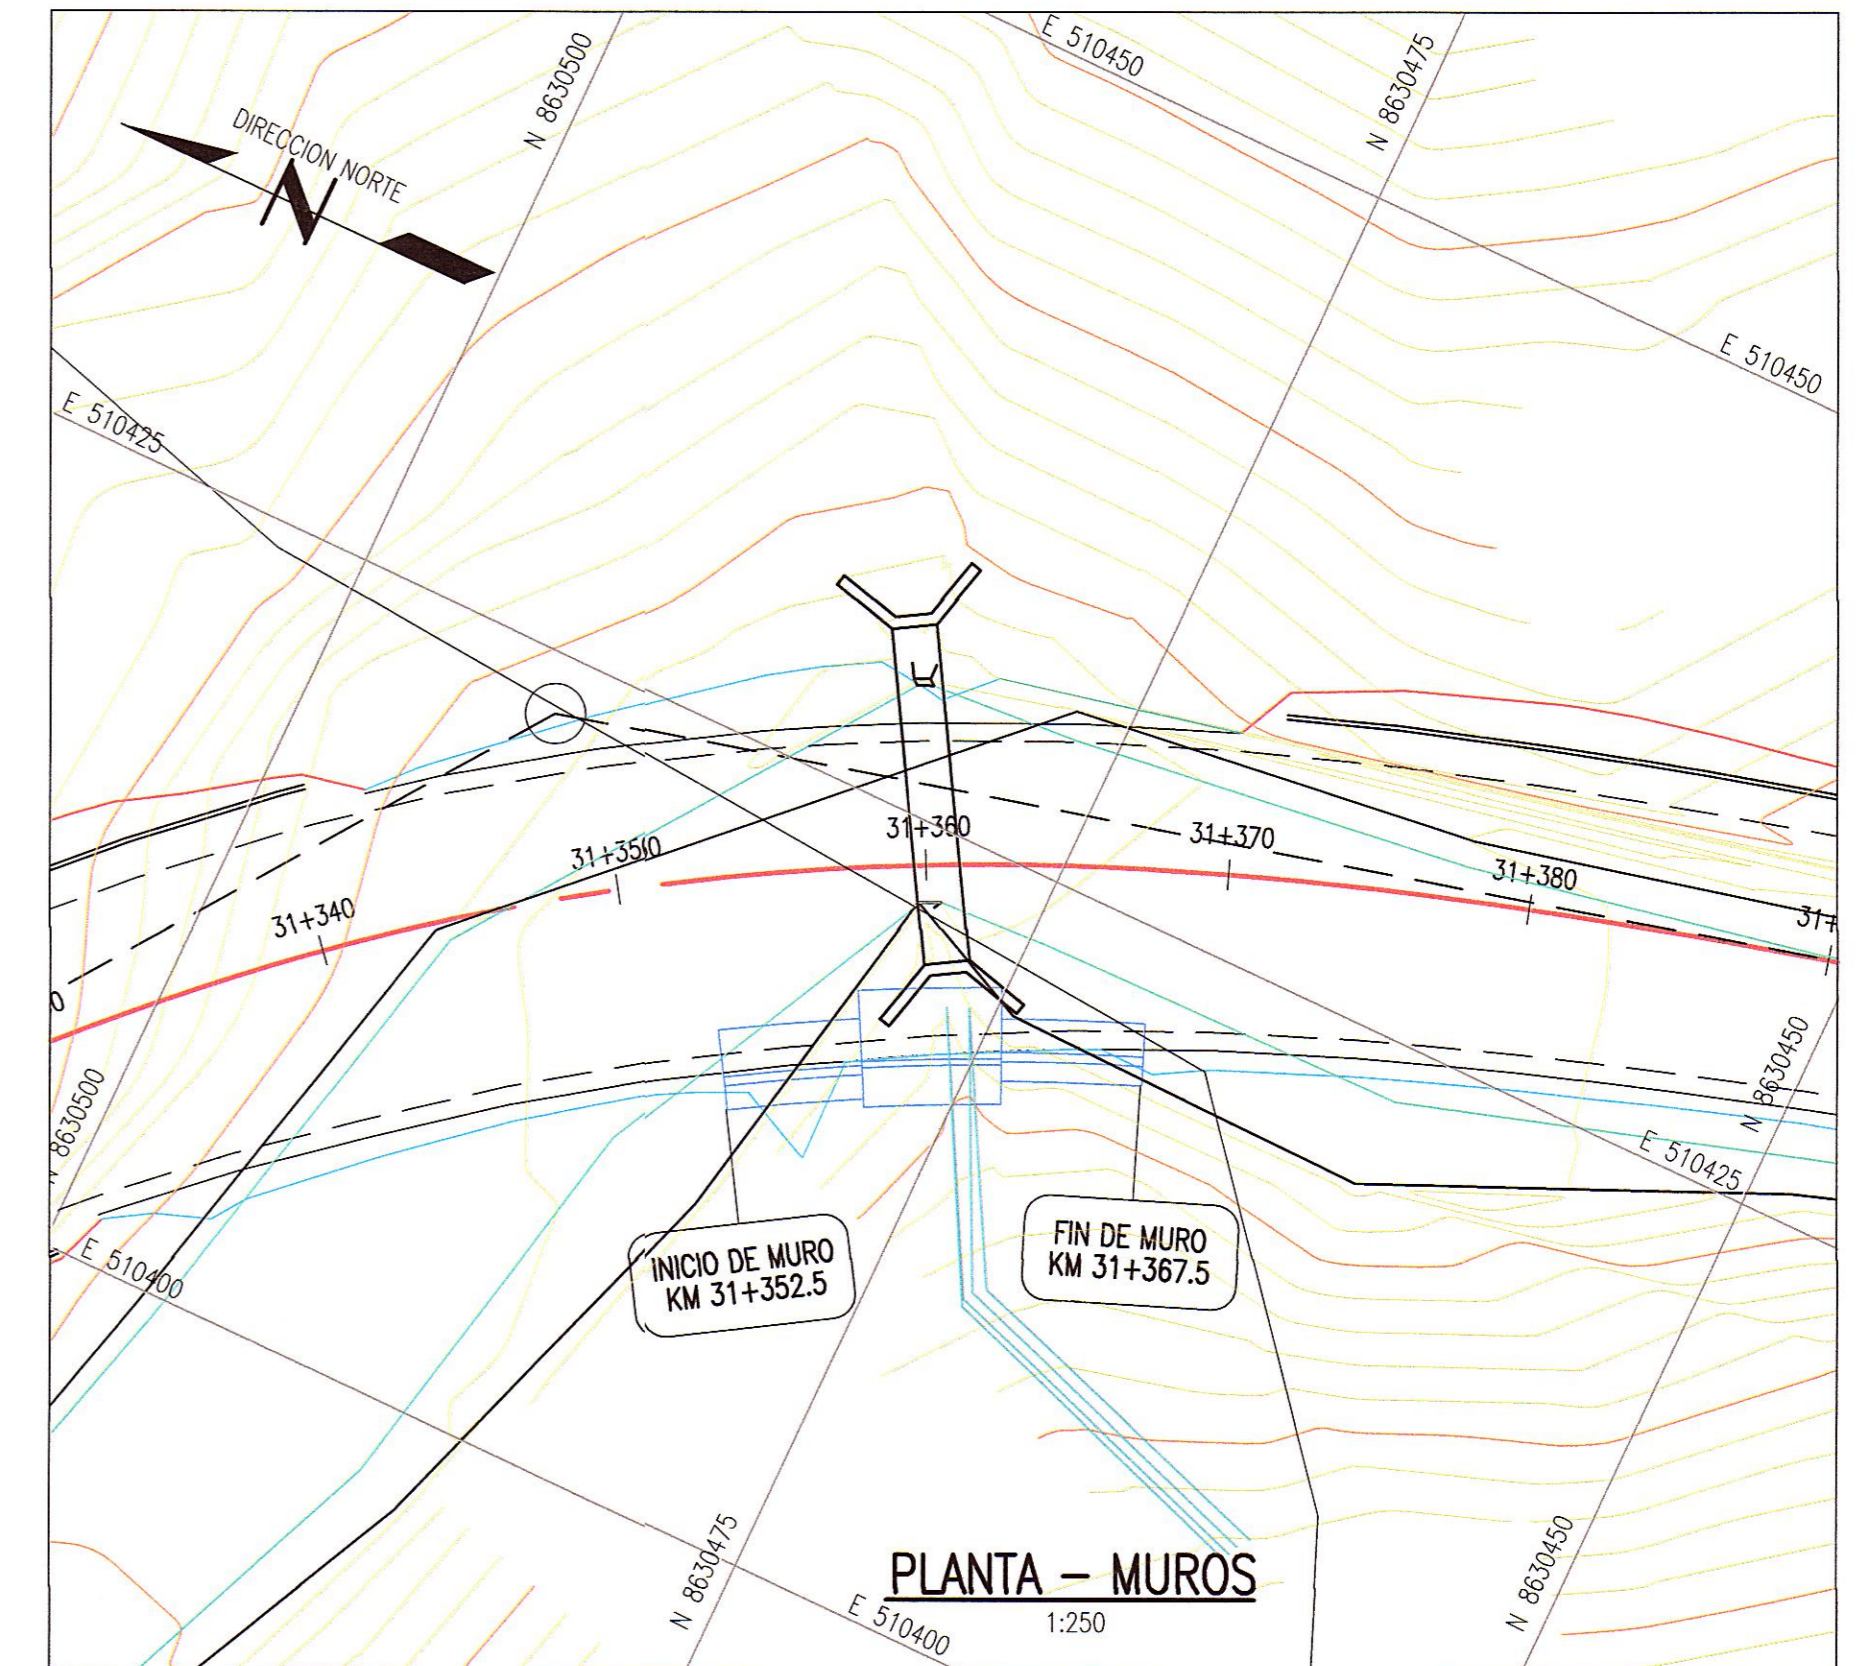 E 510450
N 8630500
N 8630475
DIRECCION NORTE
N
E 510450
E 510425
31+360
31+370
31+350
31+380
31+340
31+
0
N 8630500
N 8630450
E 510425
E 510400
INICIO DE MURO
KM 31+352.5
FIN DE MURO
KM 31+367.5
N 8630475
N 8630450
E 510400
PLANTA – MUROS
1:250